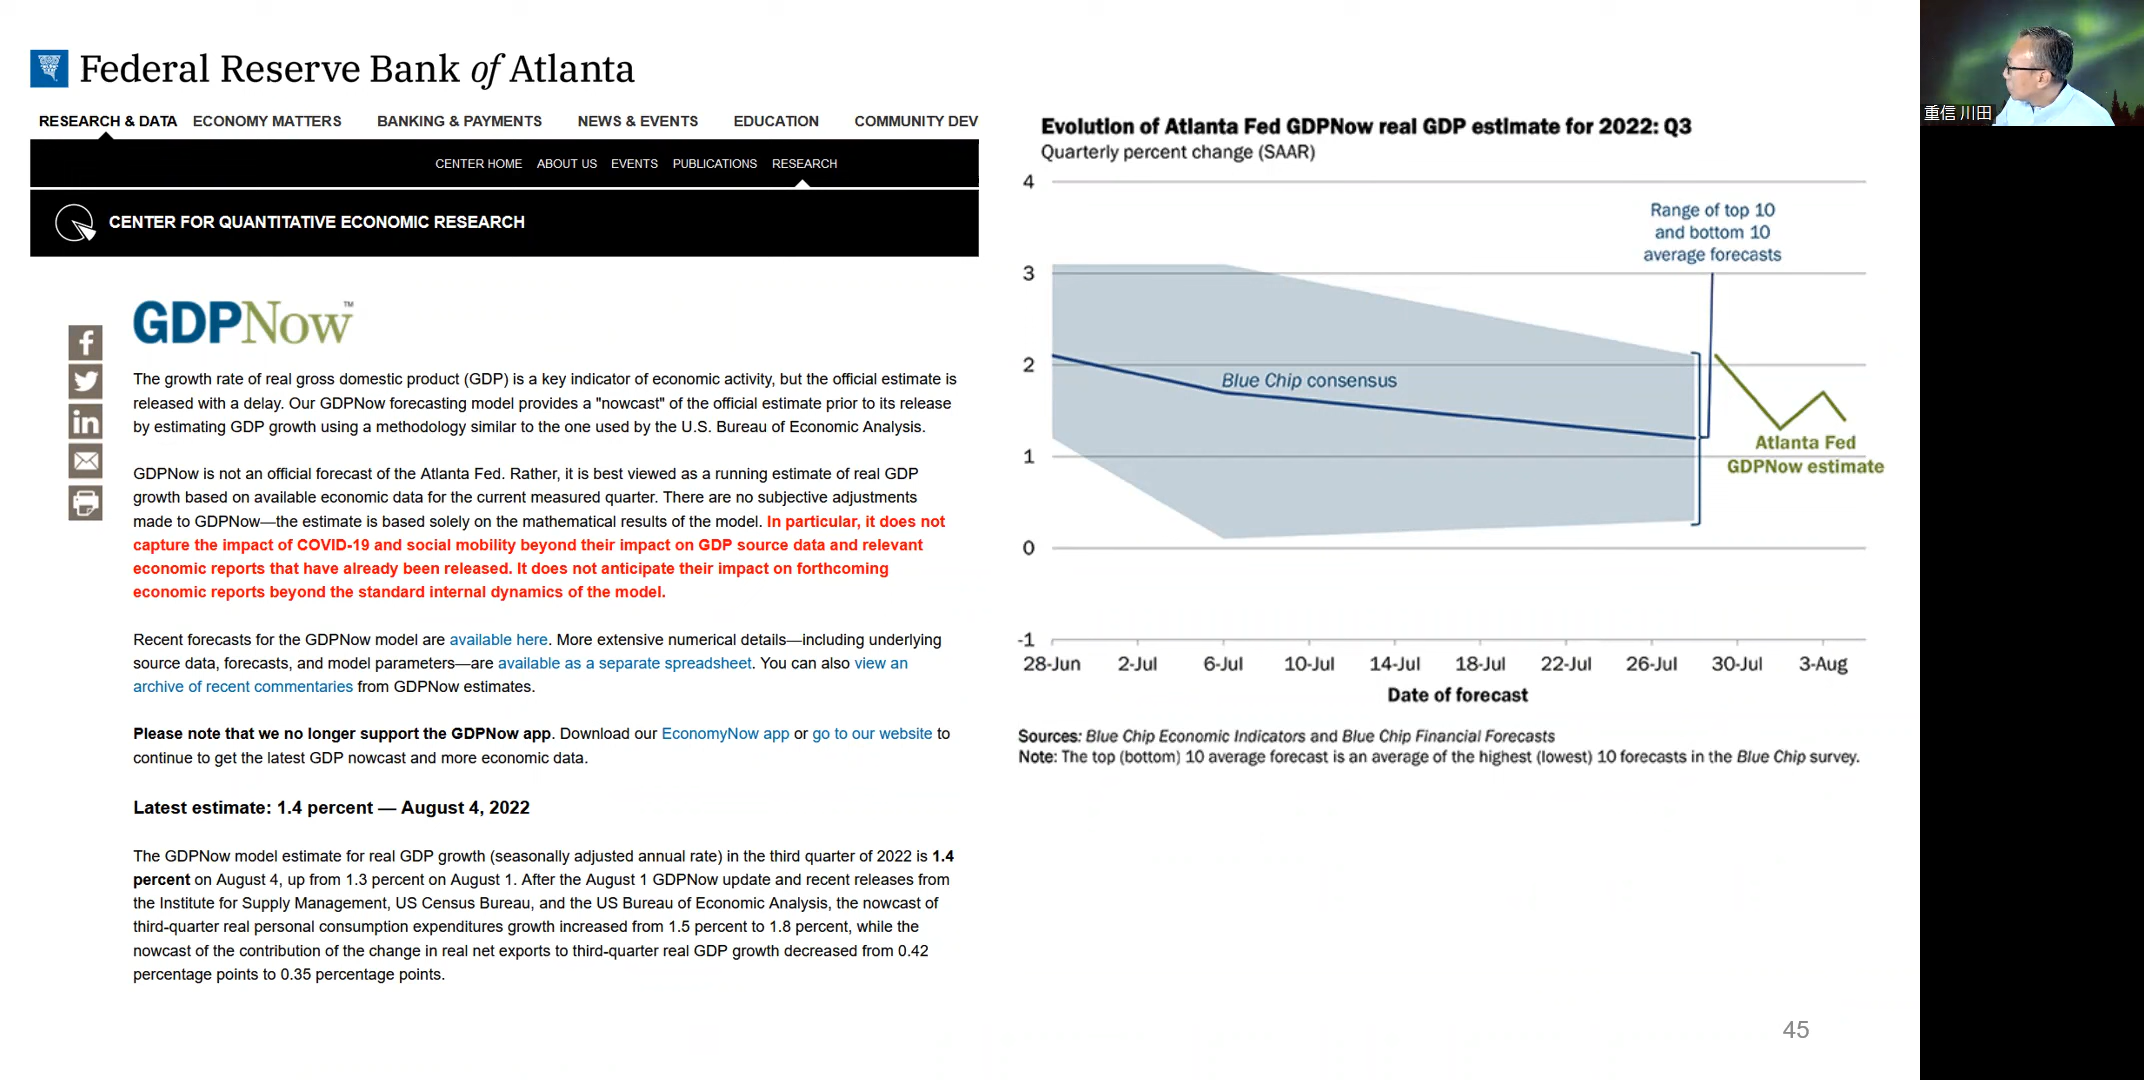 Federal Reserve Bank of Atlanta
RESEARCH & DATA ECONOMY MATTERS BANKING & PAYMENTS NEWS & EVENTS EDUCATION COMMUNITY DEV
CENTER HOME ABOUT US EVENTS PUBLICATIONS RESEARCH
CENTER FOR QUANTITATIVE ECONOMIC RESEARCH
GDPNow™
The growth rate of real gross domestic product (GDP) is a key indicator of economic activity, but the official estimate is
released with a delay. Our GDPNow forecasting model provides a "nowcast" of the official estimate prior to its release
by estimating GDP growth using a methodology similar to the one used by the U.S. Bureau of Economic Analysis.
GDPNow is not an official forecast of the Atlanta Fed. Rather, it is best viewed as a running estimate of real GDP
growth based on available economic data for the current measured quarter. There are no subjective adjustments
made to GDPNow—the estimate is based solely on the mathematical results of the model. In particular, it does not
capture the impact of COVID-19 and social mobility beyond their impact on GDP source data and relevant
economic reports that have already been released. It does not anticipate their impact on forthcoming
economic reports beyond the standard internal dynamics of the model.
Recent forecasts for the GDPNow model are available here. More extensive numerical details—including underlying
source data, forecasts, and model parameters—are available as a separate spreadsheet. You can also view an
archive of recent commentaries from GDPNow estimates.
Please note that we no longer support the GDPNow app. Download our EconomyNow app or go to our website to
continue to get the latest GDP nowcast and more economic data.
Latest estimate: 1.4 percent — August 4, 2022
The GDPNow model estimate for real GDP growth (seasonally adjusted annual rate) in the third quarter of 2022 is 1.4
percent on August 4, up from 1.3 percent on August 1. After the August 1 GDPNow update and recent releases from
the Institute for Supply Management, US Census Bureau, and the US Bureau of Economic Analysis, the nowcast of
third-quarter real personal consumption expenditures growth increased from 1.5 percent to 1.8 percent, while the
nowcast of the contribution of the change in real net exports to third-quarter real GDP growth decreased from 0.42
percentage points to 0.35 percentage points.
Evolution of Atlanta Fed GDPNow real GDP estimate for 2022: Q3
Quarterly percent change (SAAR)
4
3
2
1
0
-1
Range of top 10
and bottom 10
average forecasts
Blue Chip consensus
Atlanta Fed
GDPNow estimate
28-Jun 2-Jul 6-Jul 10-Jul 14-Jul 18-Jul 22-Jul 26-Jul 30-Jul 3-Aug
Date of forecast
Sources: Blue Chip Economic Indicators and Blue Chip Financial Forecasts
Note: The top (bottom) 10 average forecast is an average of the highest (lowest) 10 forecasts in the Blue Chip survey.
45
重信 川田